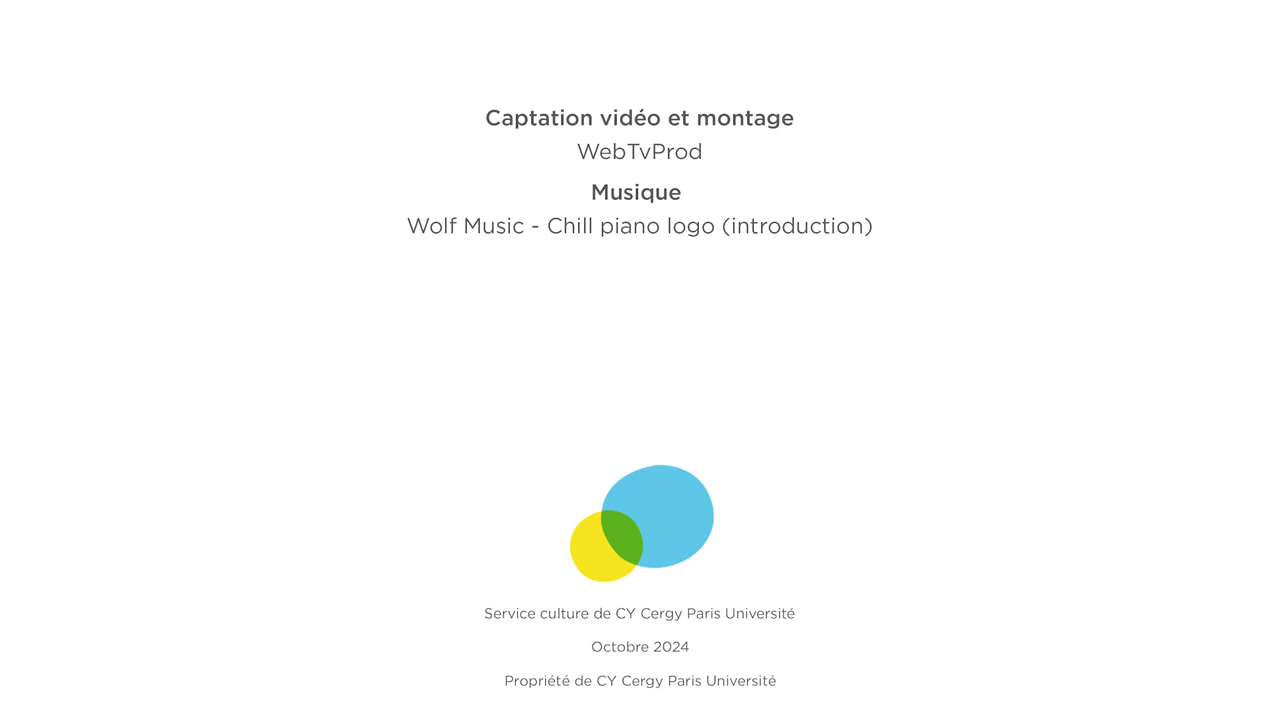 Captation vidéo et montage
WebTvProd
Musique
Wolf Music - Chill piano logo (introduction)
Service culture de CY Cergy Paris Université
Octobre 2024
Propriété de CY Cergy Paris Université